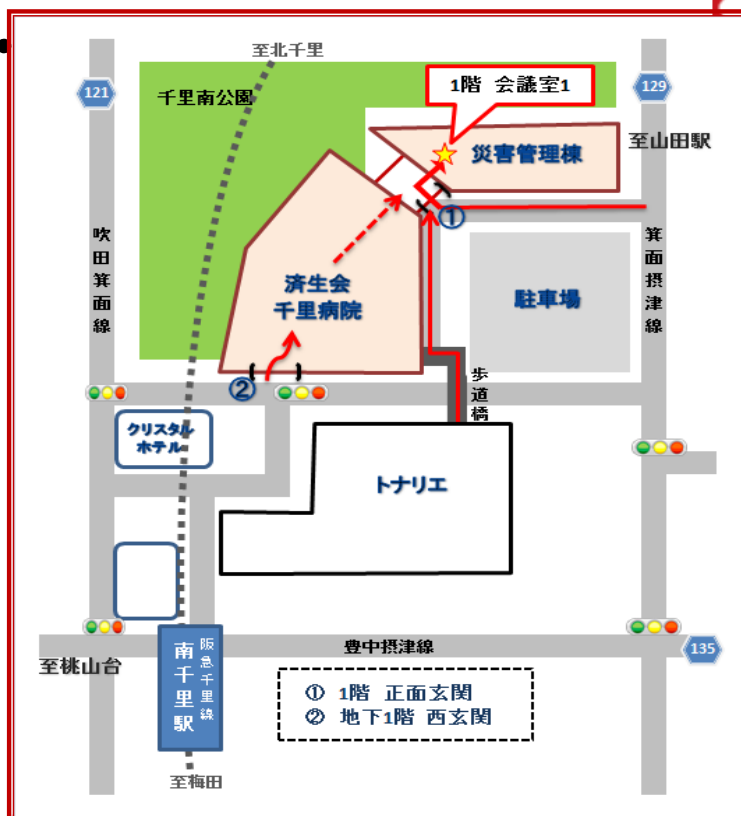 至北千里
121
千里南公園
1階 会議室1
129
至山田駅
災害管理棟
①
吹田箕面線
箕面摂津線
済生会
千里病院
駐車場
②
歩道橋
クリスタル
ホテル
トナリエ
南千里駅
阪急千里線
豊中摂津線
135
至桃山台
① 1階 正面玄関
② 地下1階 西玄関
至梅田